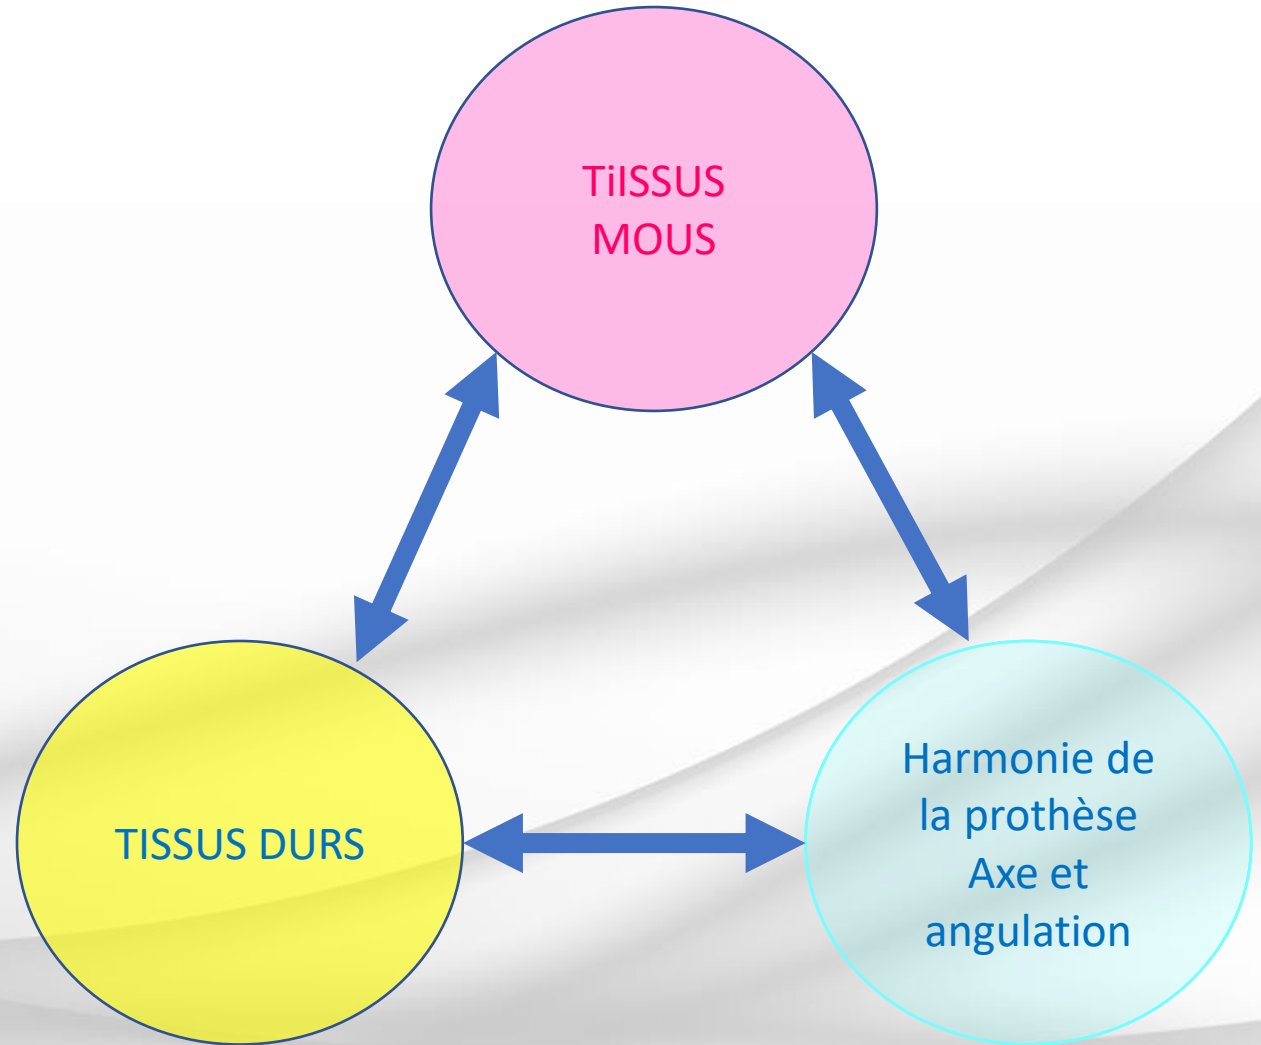 TiISSUS
MOUS
TISSUS DURS
Harmonie de
la prothèse
Axe et
angulation